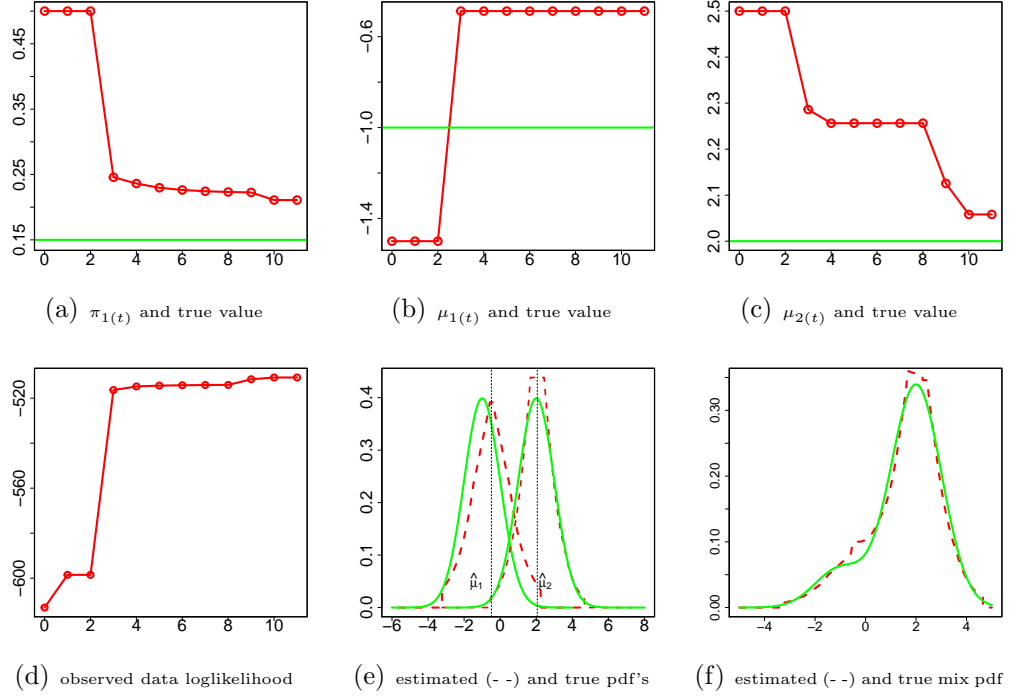 0.15 0.25 0.35 0.45
0 2 4 6 8 10
(a) π1(t) and true value
−1.4 −1.0 −0.6
0 2 4 6 8 10
(b) μ1(t) and true value
2.0 2.1 2.2 2.3 2.4 2.5
0 2 4 6 8 10
(c) μ2(t) and true value
−600 −560 −520
0 2 4 6 8 10
(d) observed data loglikelihood
0.0 0.1 0.2 0.3 0.4
μ̂1 μ̂2
−6 −4 −2 0 2 4 6 8
(e) estimated (- -) and true pdf's
0.00 0.10 0.20 0.30
−4 −2 0 2 4
(f) estimated (- -) and true mix pdf